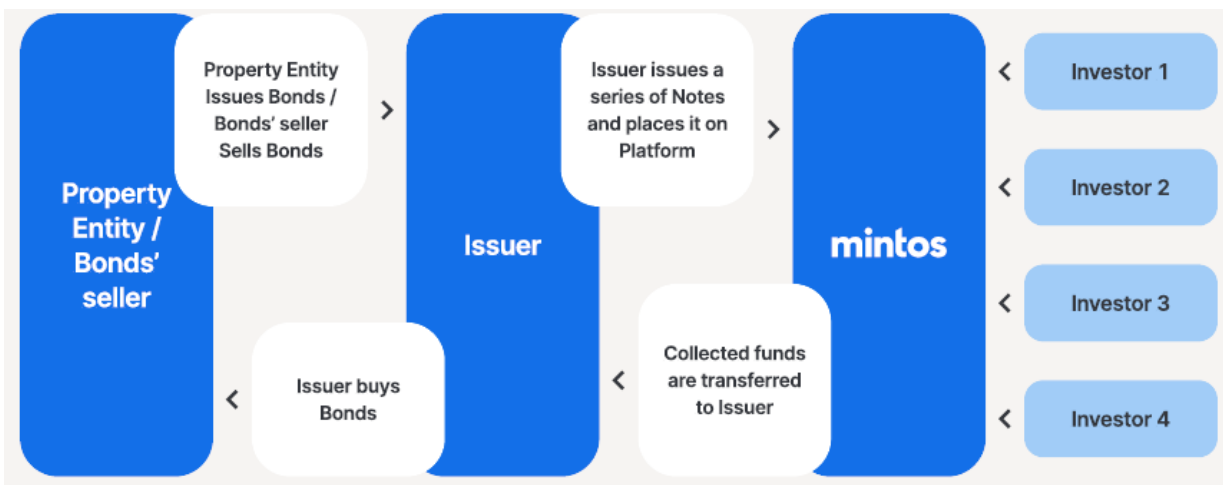 Property
Entity /
Bonds’
seller
Property Entity
Issues Bonds /
Bonds’ seller
Sells Bonds
Issuer buys
Bonds
Issuer
Issuer issues a
series of Notes
and places it on
Platform
Collected funds
are transferred
to Issuer
mintos
Investor 1
Investor 2
Investor 3
Investor 4